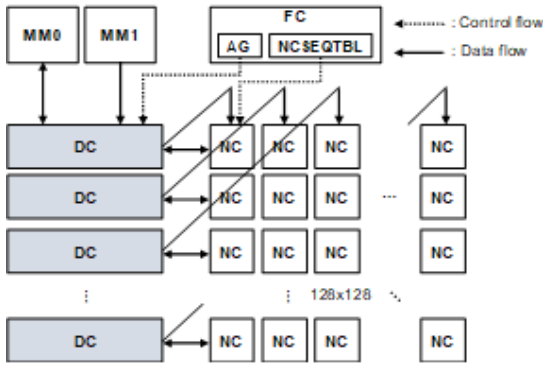 FC
MM0 MM1 AG NCSEQTBL
: Control flow
: Data flow
DC NC NC NC NC
DC NC NC NC ... NC
DC NC NC NC NC
128x128
DC NC NC NC NC